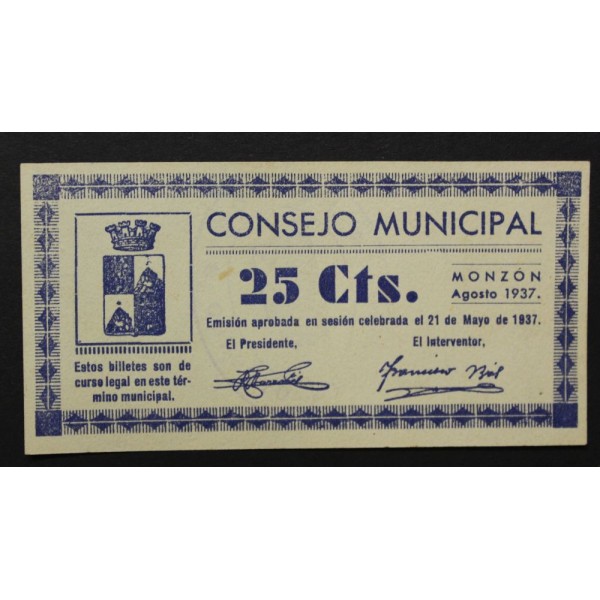 CONSEJO MUNICIPAL
25 Cts.
MONZÓN
Agosto 1937.
Emisión aprobada en sesión celebrada el 21 de Mayo de 1937.
El Presidente,
El Interventor,
Francisco
Estos billetes son de
curso legal en este tér-
mino municipal.